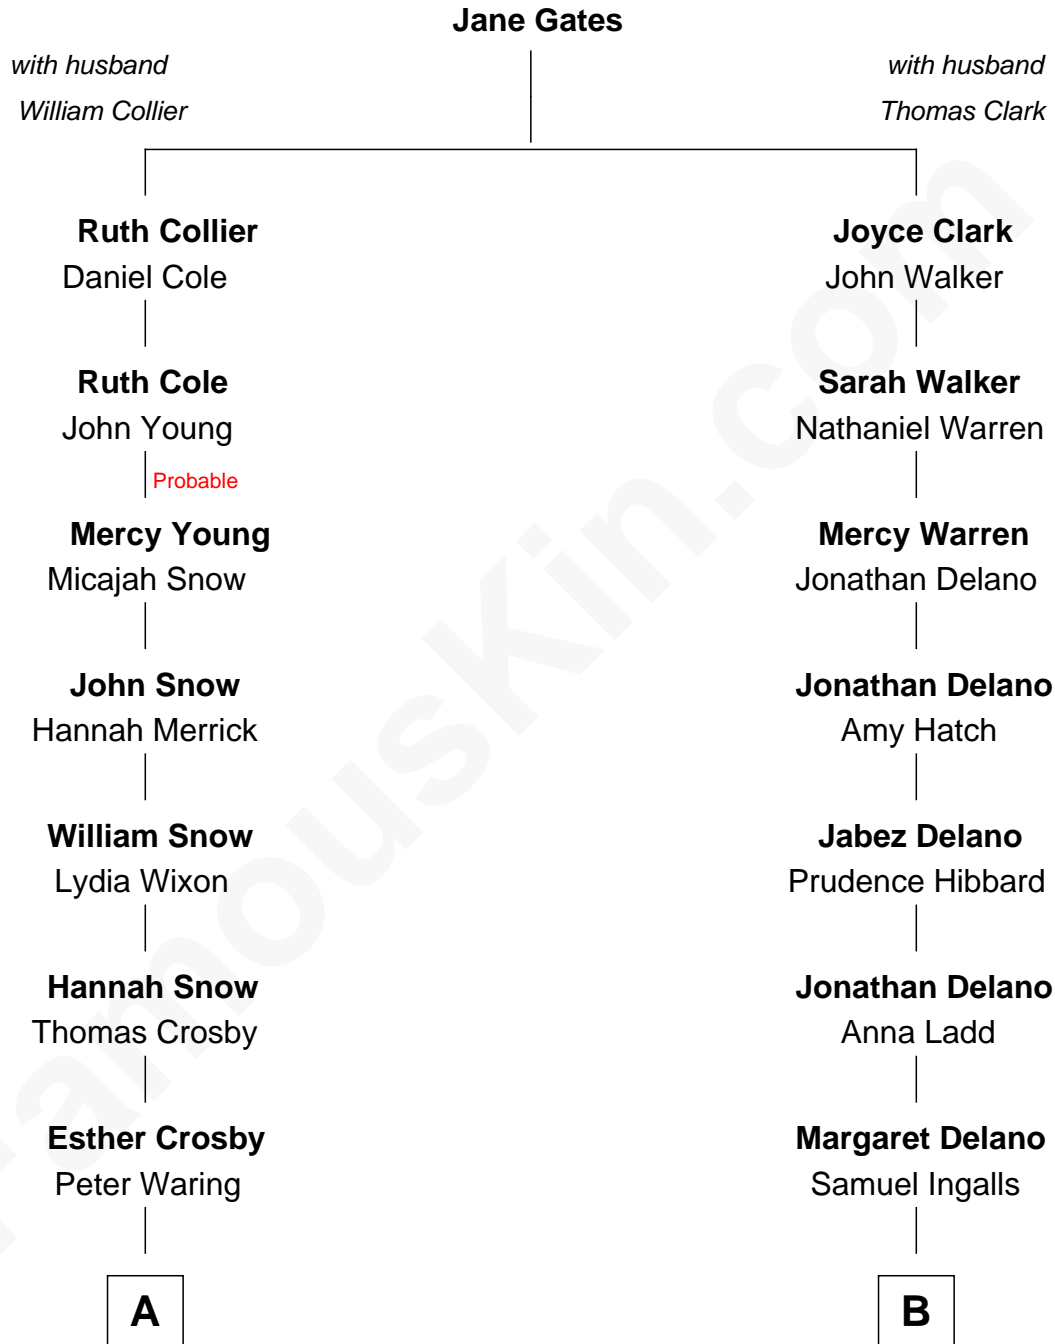 Jane Gates
with husband
William Collier
with husband
Thomas Clark
Ruth Collier
Daniel Cole
Joyce Clark
John Walker
Ruth Cole
John Young
Sarah Walker
Nathaniel Warren
Probable
Mercy Young
Micajah Snow
Mercy Warren
Jonathan Delano
John Snow
Hannah Merrick
Jonathan Delano
Amy Hatch
William Snow
Lydia Wixon
Jabez Delano
Prudence Hibbard
Hannah Snow
Thomas Crosby
Jonathan Delano
Anna Ladd
Esther Crosby
Peter Waring
Margaret Delano
Samuel Ingalls
A
B
FamousKin.com